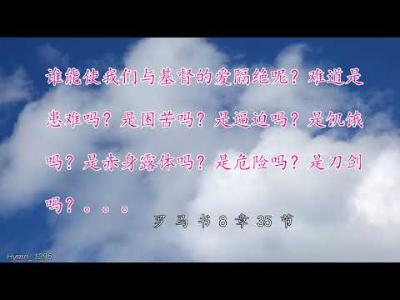 谁能使我们与基督的爱隔绝呢？难道是
患难吗？是困苦吗？是逼迫吗？是饥饿
吗？是赤身露体吗？是危险吗？是刀剑
吗？。。。
罗马书 8 章 35 节
Hymn_1295